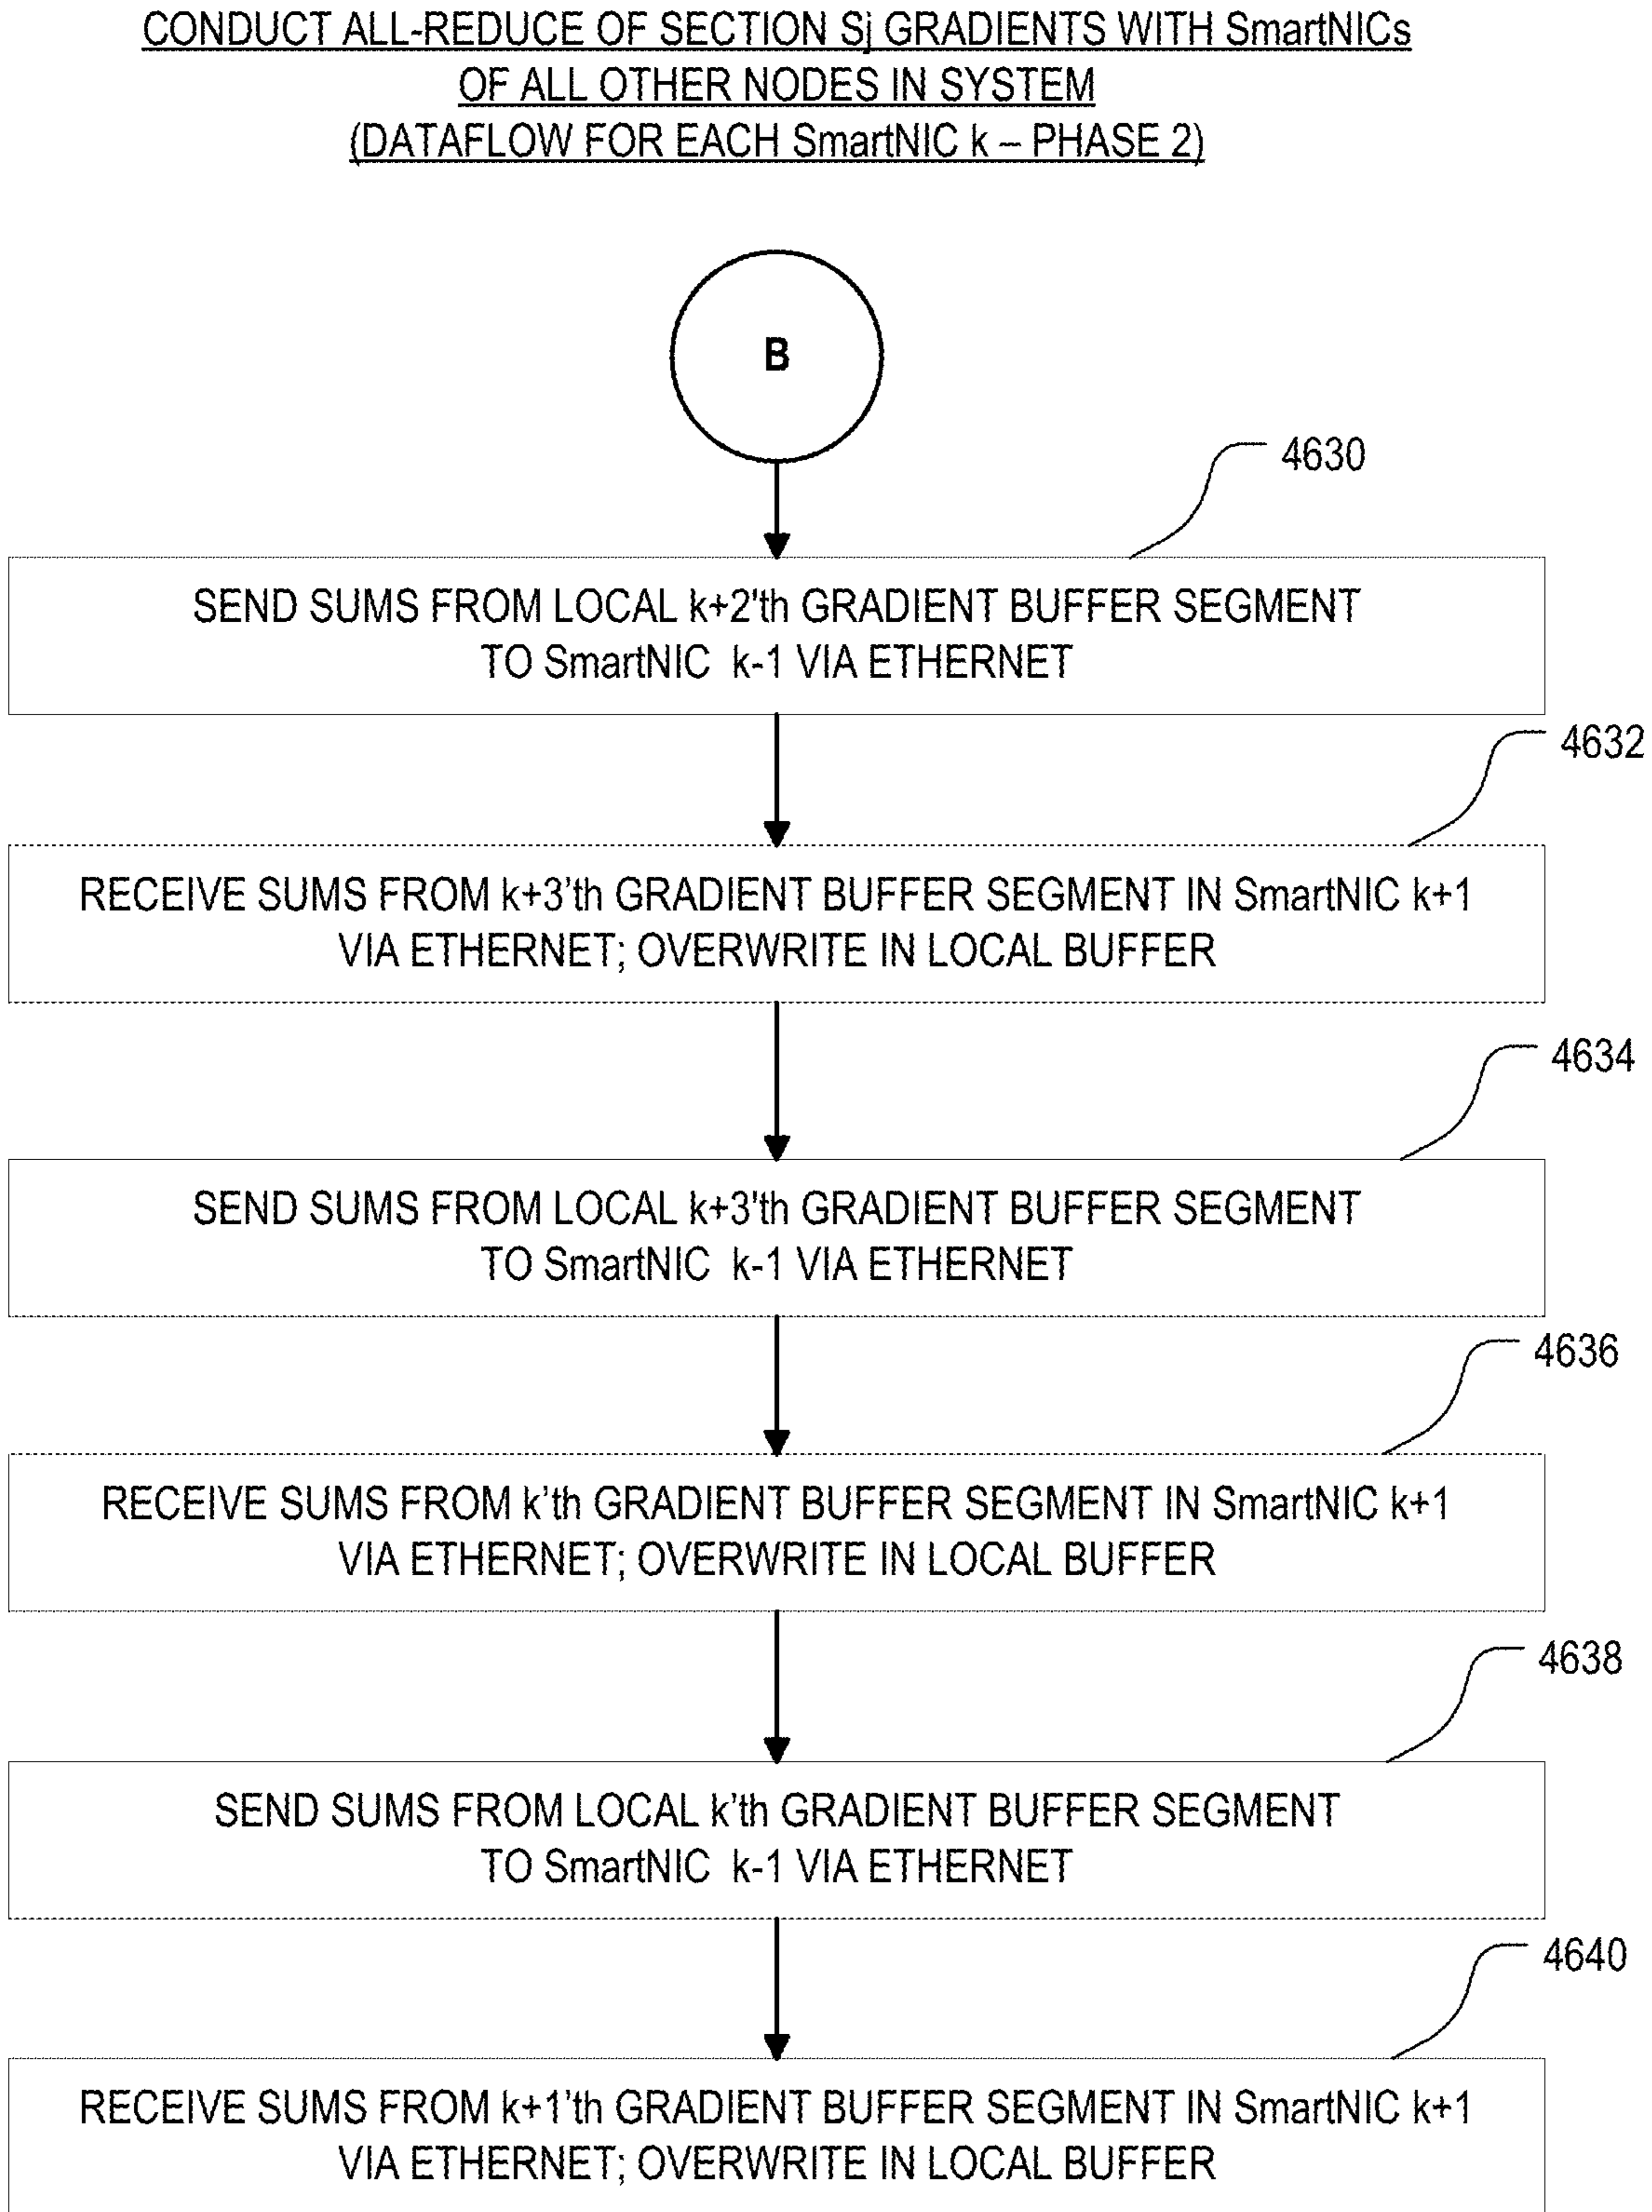 CONDUCT ALL-REDUCE OF SECTION Sj GRADIENTS WITH SmartNICs
OF ALL OTHER NODES IN SYSTEM
(DATAFLOW FOR EACH SmartNIC k – PHASE 2)
B
4630
SEND SUMS FROM LOCAL k+2'th GRADIENT BUFFER SEGMENT
TO SmartNIC k-1 VIA ETHERNET
4632
RECEIVE SUMS FROM k+3’th GRADIENT BUFFER SEGMENT IN SmartNIC k+1
VIA ETHERNET; OVERWRITE IN LOCAL BUFFER
4634
SEND SUMS FROM LOCAL k+3'th GRADIENT BUFFER SEGMENT
TO SmartNIC k-1 VIA ETHERNET
4636
RECEIVE SUMS FROM k’th GRADIENT BUFFER SEGMENT IN SmartNIC k+1
VIA ETHERNET; OVERWRITE IN LOCAL BUFFER
4638
SEND SUMS FROM LOCAL k’th GRADIENT BUFFER SEGMENT
TO SmartNIC k-1 VIA ETHERNET
4640
RECEIVE SUMS FROM k+1’th GRADIENT BUFFER SEGMENT IN SmartNIC k+1
VIA ETHERNET; OVERWRITE IN LOCAL BUFFER